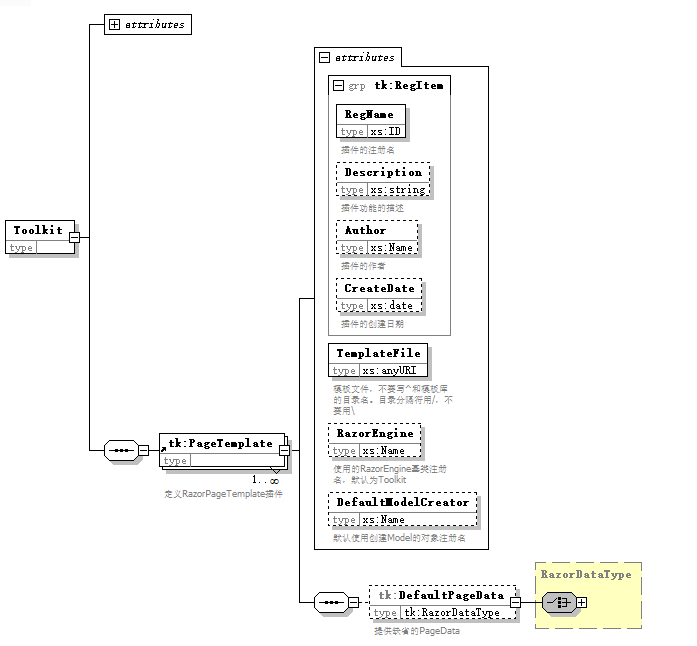 attributes
attributes
grp tk:RegItem
RegName
type xs:ID
插件的注册名
Description
type xs:string
插件功能的描述
Toolkit
type
Author
type xs:Name
插件的作者
CreateDate
type xs:date
插件的创建日期
TemplateFile
type xs:anyURI
模板文件，不要写^和模板库
的目录名。目录分隔符用/，不
要用\
tk:PageTemplate
type
1..∞
定义RazorPageTemplate插件
RazorEngine
type xs:Name
使用的RazorEngine基类注册
名，默认为Toolkit
DefaultModelCreator
type xs:Name
默认使用创建Model的对象注册名
RazorDataType
tk:DefaultPageData
type tk:RazorDataType
提供缺省的PageData